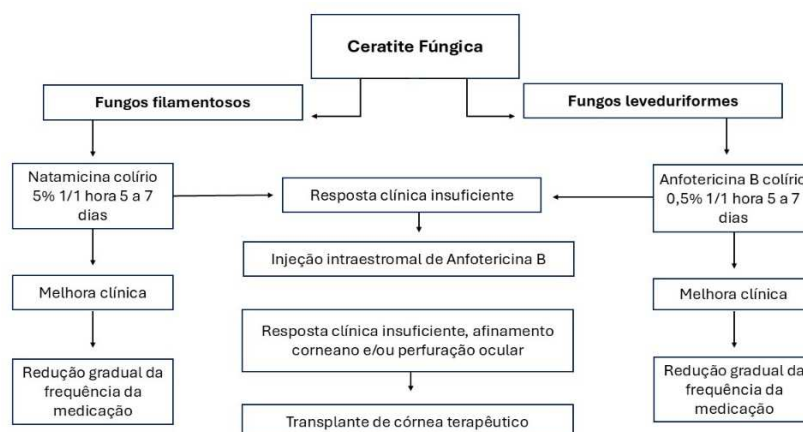 Ceratite Fúngica
Fungos filamentosos
Fungos leveduriformes
Natamicina colírio
5% 1/1 hora 5 a 7
dias
Resposta clínica insuficiente
Anfotericina B colírio
0,5% 1/1 hora 5 a 7
dias
Injeção intraestromal de Anfotericina B
Melhora clínica
Melhora clínica
Resposta clínica insuficiente, afinamento
corneano e/ou perfuração ocular
Redução gradual da
frequência da
medicação
Redução gradual da
frequência da
medicação
Transplante de córnea terapêutico